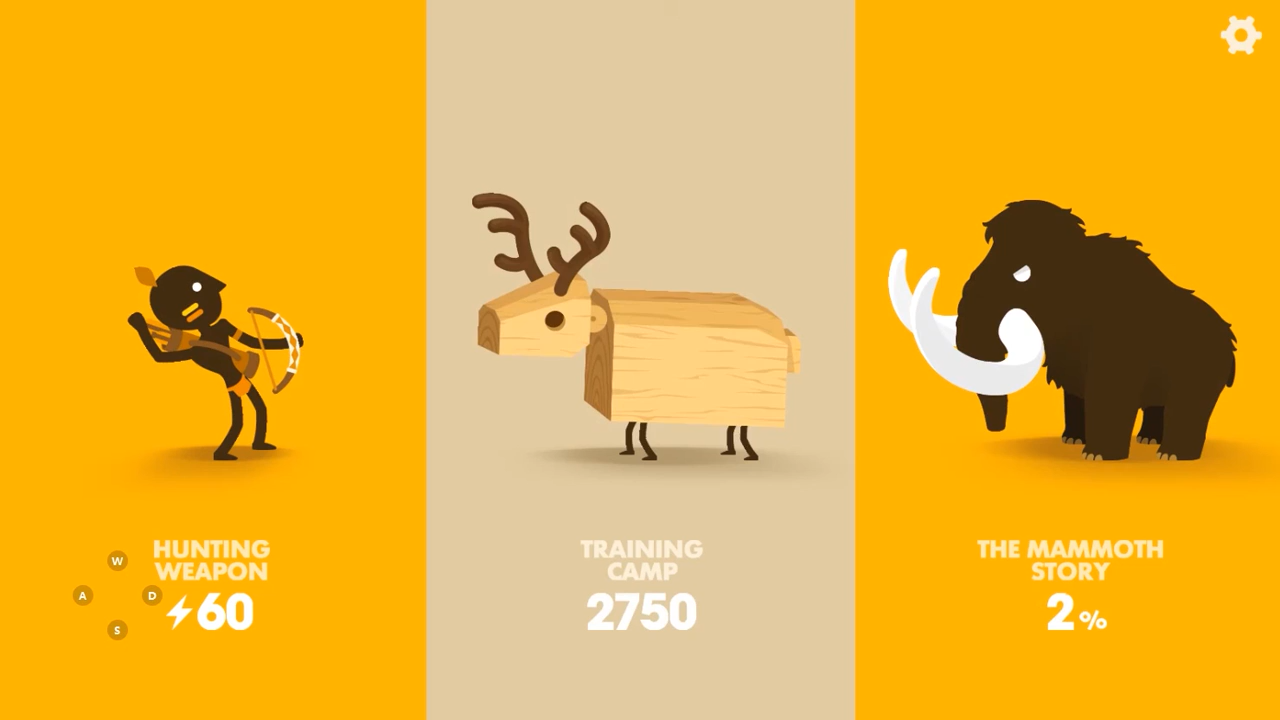 HUNTING
WEAPON
60
W
A
D
S
TRAINING
CAMP
2750
THE MAMMOTH
STORY
2%